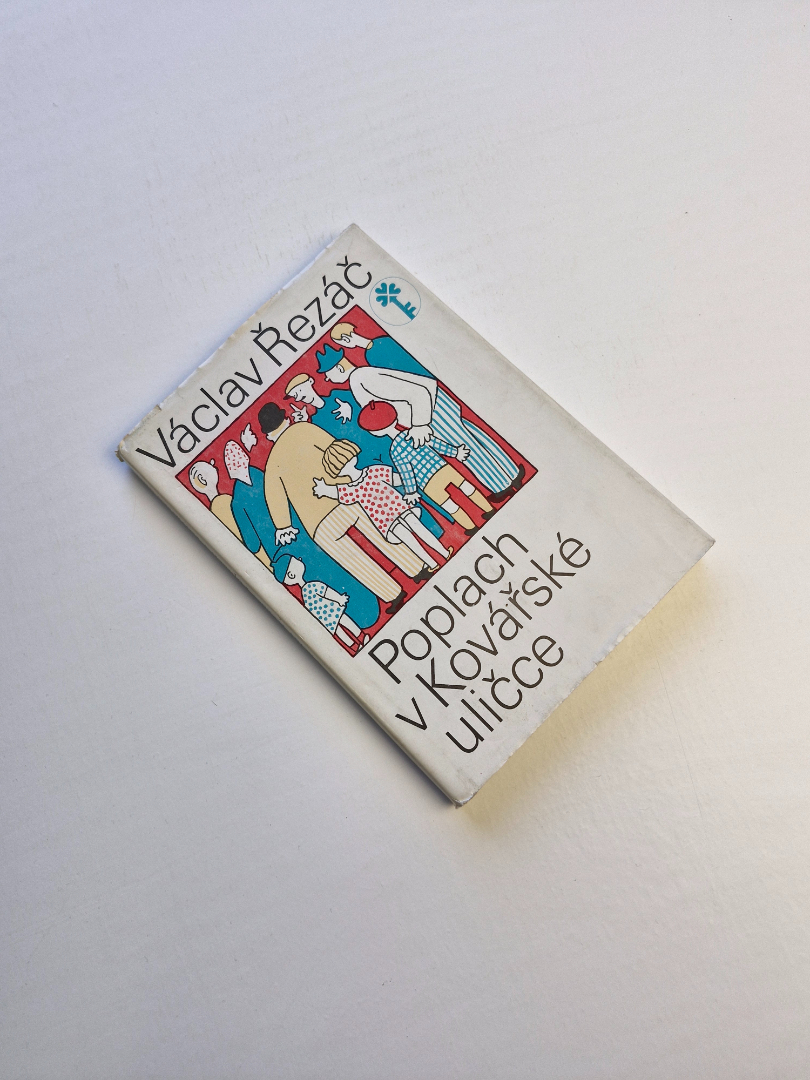 Václav Řezáč
Poplach
v Kovářské
uličce